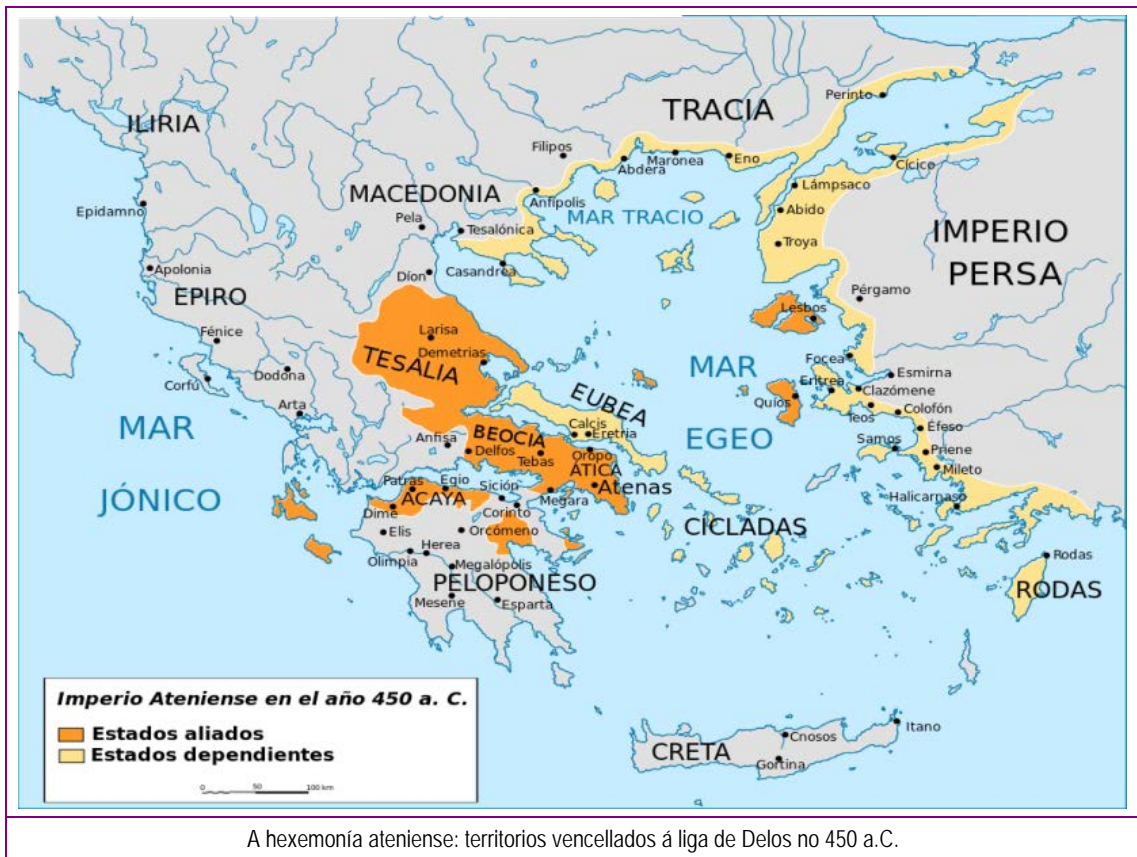 TRACIA
Perinto
ILIRIA
Filipos
Abdera
Maronea
Eno
Cícico
MACEDONIA
Anfípolis
Lámpsaco
Epidamno
MAR TRACIO
Abido
Pela
Tesalónica
IMPERIO
PERSA
Troya
Apolonia
Díon
Casandrea
EPIRO
Pérgamo
Lesbos
Fénice
Larisa
Demetrias
TESALIA
MAR
EGEO
Focea
Esmirna
Corfú
Dodona
Eritrea
Clazómene
EUBEA
Quíos
Teos
Colofón
Arta
Calcis
Eretria
Éfeso
MAR
JÓNICO
Anfisa
BEOCIA
Samos
Delfos
Tebas
Oropo
Priene
ÁTICA
Atenas
Mileto
Patras
Egio
Sición
Megara
Halicarnaso
ACAYA
Dime
Corinto
CICLADAS
Elis
Orcómeno
Olimpia
Herea
Megalópolis
Rodas
PELOPONESO
RODAS
Mesene
Esparta
Imperio Ateniense en el año 450 a. C.
Estados aliados
Estados dependientes
0 50 100 km
Itano
CRETA
Cnosos
Gortina
A hexemonía ateniense: territorios vencellados á liga de Delos no 450 a.C.